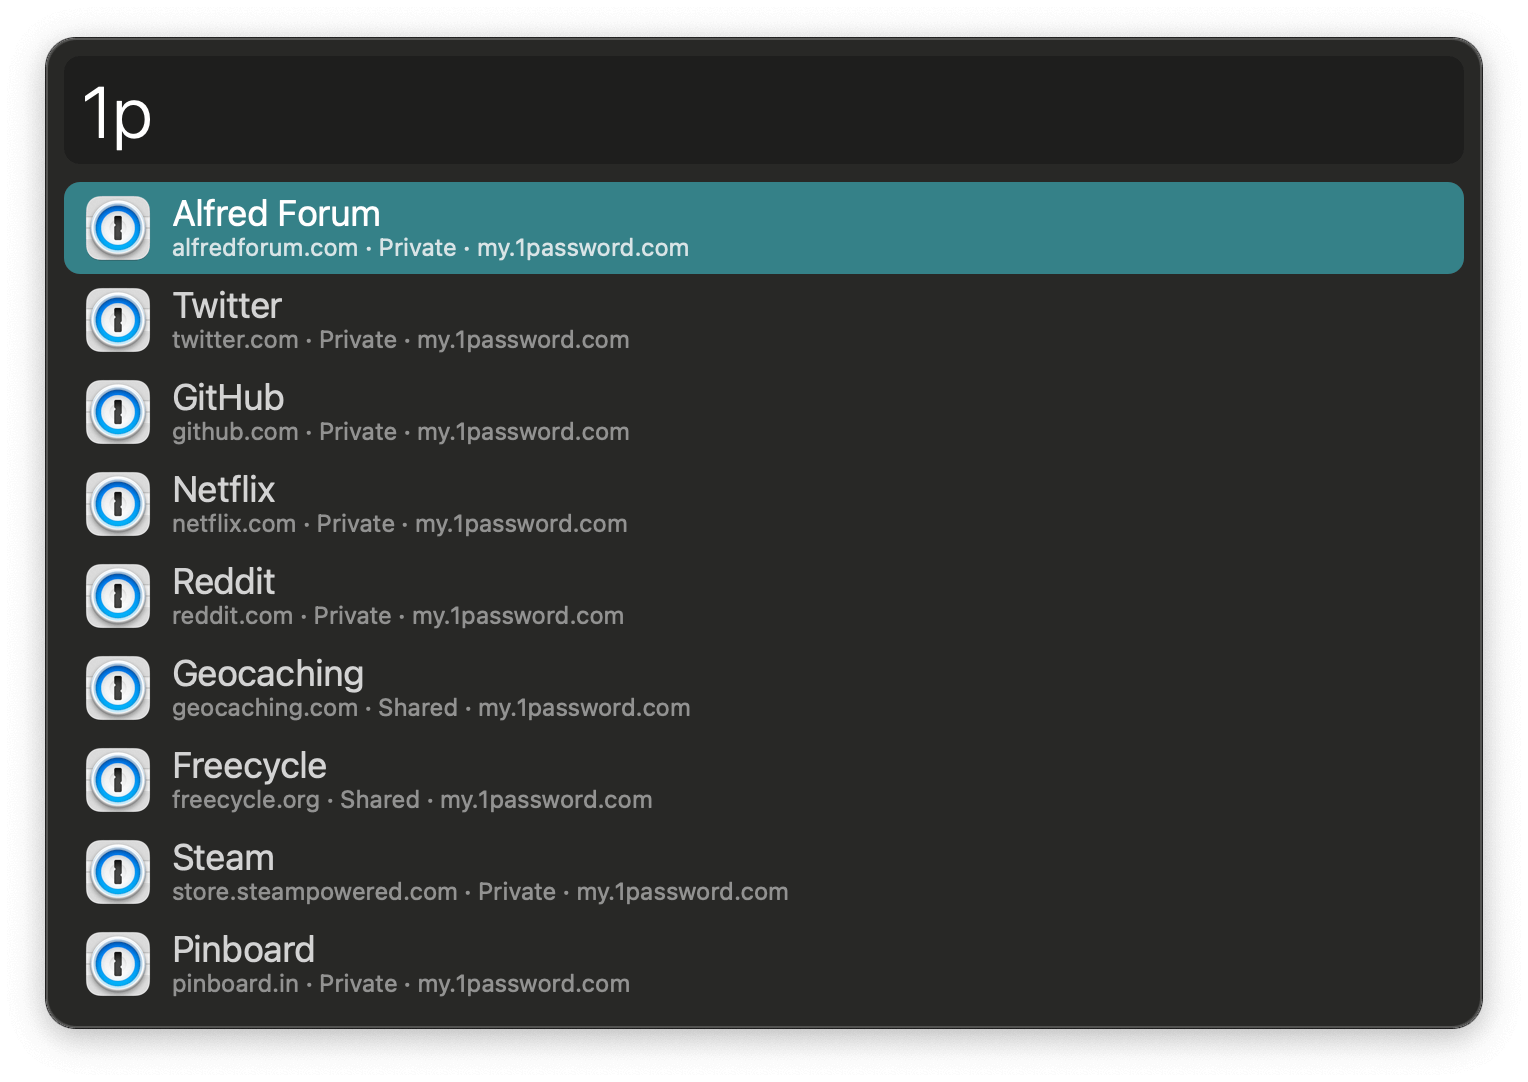 1p
Alfred Forum
alfredforum.com · Private · my.1password.com
Twitter
twitter.com · Private · my.1password.com
GitHub
github.com · Private · my.1password.com
Netflix
netflix.com · Private · my.1password.com
Reddit
reddit.com · Private · my.1password.com
Geocaching
geocaching.com · Shared · my.1password.com
Freecycle
freecycle.org · Shared · my.1password.com
Steam
store.steampowered.com · Private · my.1password.com
Pinboard
pinboard.in · Private · my.1password.com